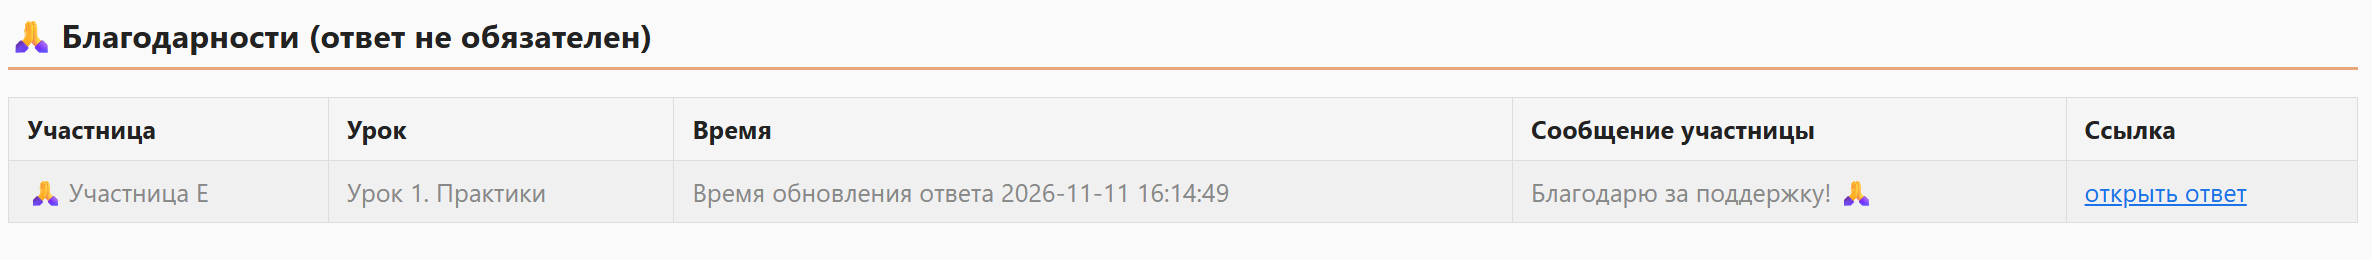 🙏 Благодарности (ответ не обязателен)
Участница Урок Время Сообщение участницы Ссылка
🙏 Участница Е Урок 1. Практики Время обновления ответа 2026-11-11 16:14:49 Благодарю за поддержку! 🙏 открыть ответ